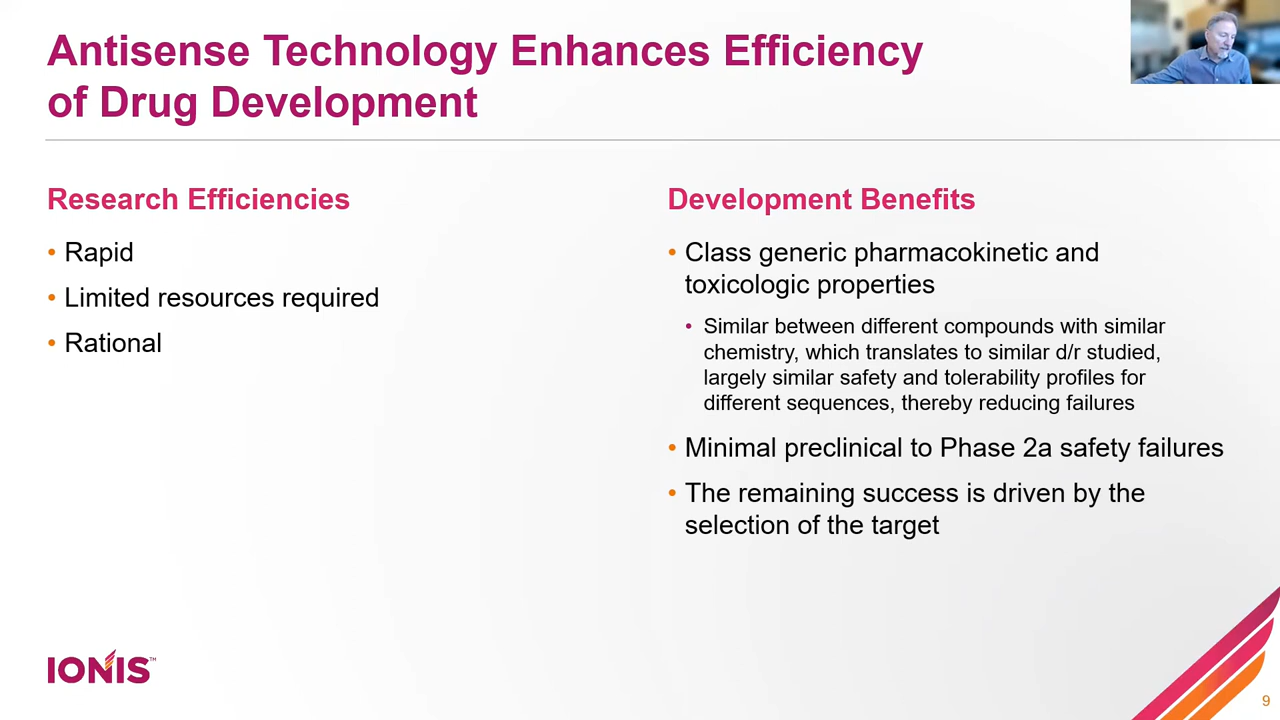 Antisense Technology Enhances Efficiency
of Drug Development
Research Efficiencies
• Rapid
• Limited resources required
• Rational
Development Benefits
• Class generic pharmacokinetic and
toxicologic properties
• Similar between different compounds with similar
chemistry, which translates to similar d/r studied,
largely similar safety and tolerability profiles for
different sequences, thereby reducing failures
• Minimal preclinical to Phase 2a safety failures
• The remaining success is driven by the
selection of the target
IONIS™
9